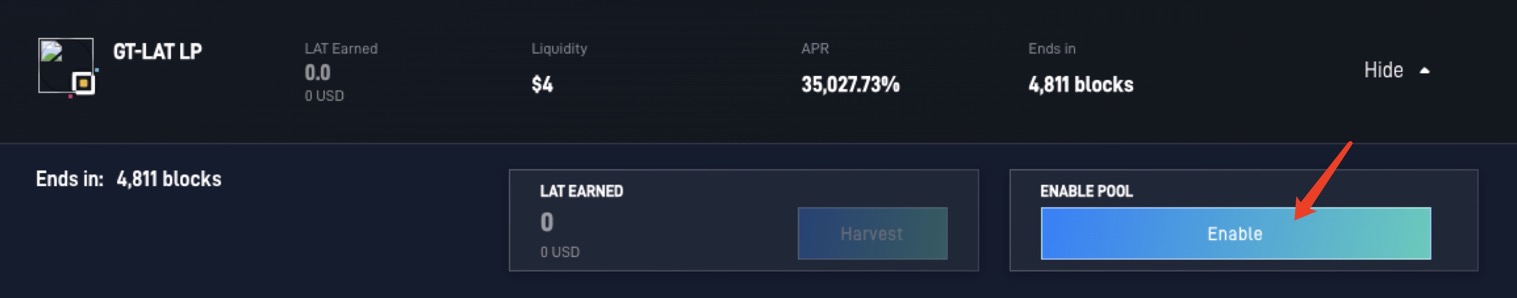 GT-LAT LP
LAT Earned
0.0
0 USD
Liquidity
$4
APR
35,027.73%
Ends in
4,811 blocks
Hide
Ends in: 4,811 blocks
LAT EARNED
0
0 USD
Harvest
ENABLE POOL
Enable